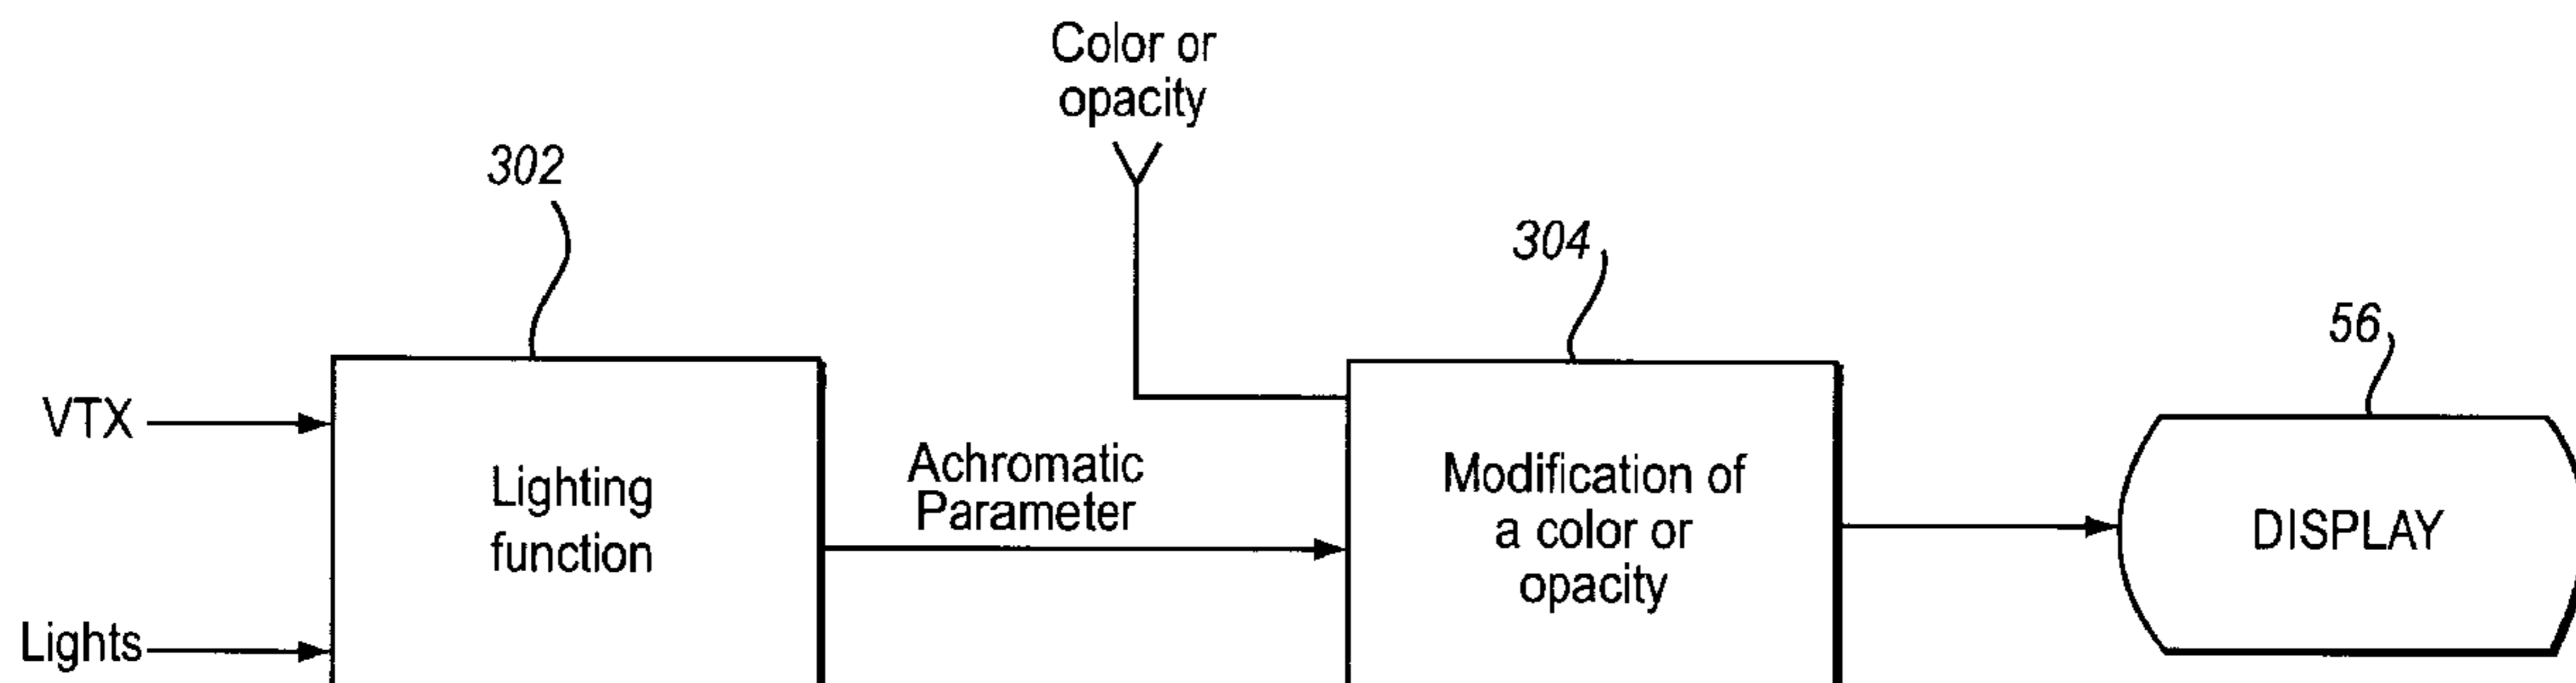 Color or
opacity
302
304
56
VTX
Lights
Lighting
function
Achromatic
Parameter
Modification of
a color or
opacity
DISPLAY